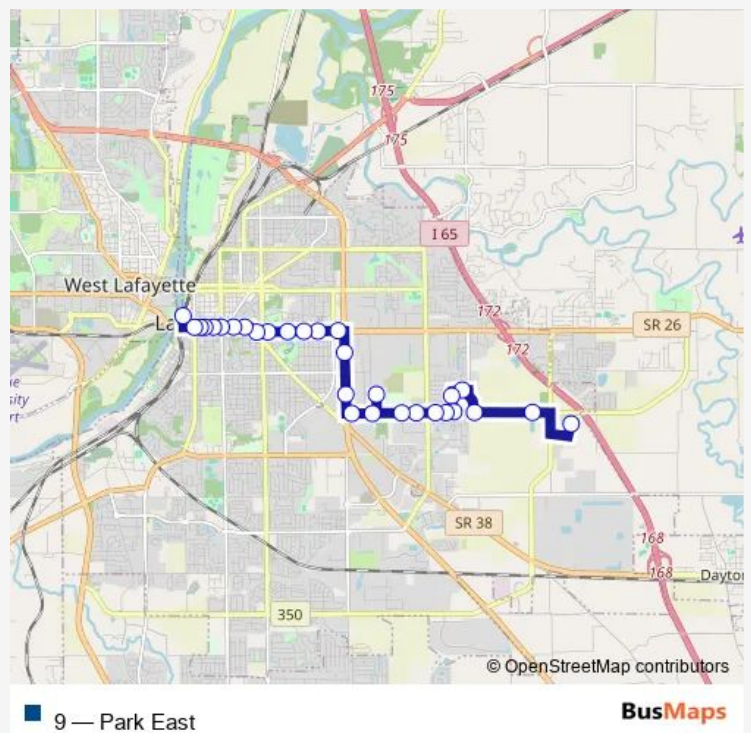 175
175
I 65
West Lafayette
La
172
172
SR 26
SR 38
168
168
Dayton
350
© OpenStreetMap contributors
9 — Park East
BusMaps